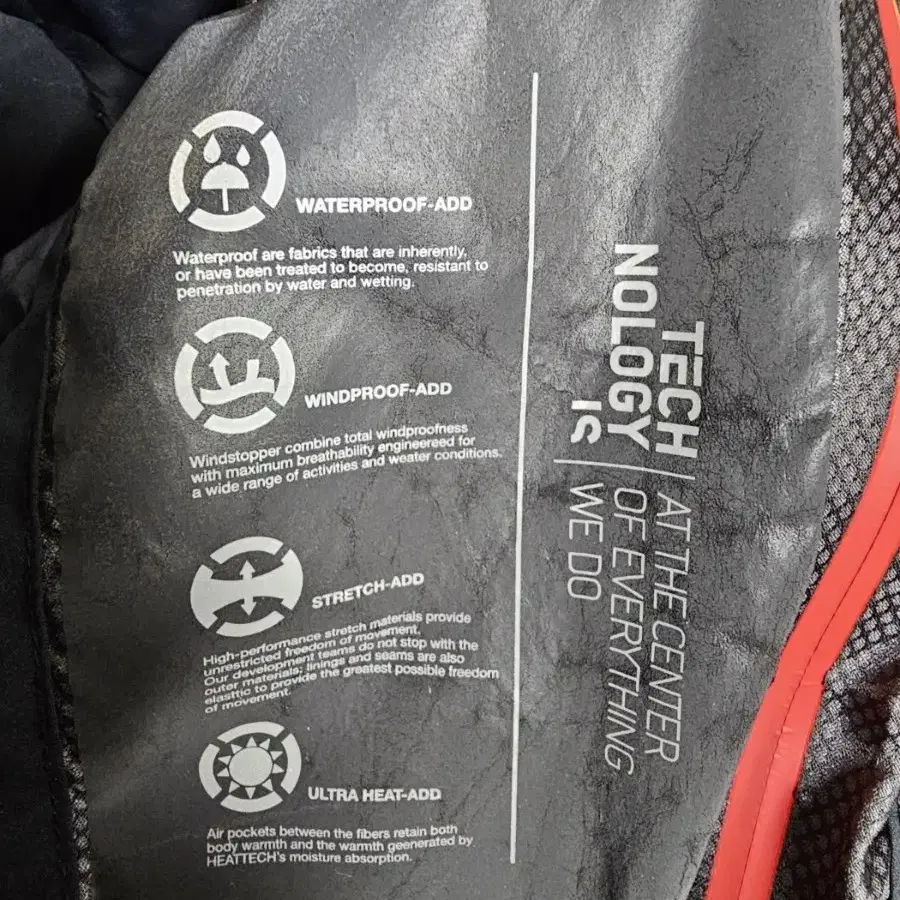 WATERPROOF-ADD
Waterproof are fabrics that are inherently,
or have been treated to become, resistant to
penetration by water and wetting.
WINDPROOF-ADD
Windstopper combine total windproofness
with maximum breathability engineereed for
a wide range of activities and weater conditions.
STRETCH-ADD
High-performance stretch materials provide
unrestricted freedom of movement.
Our development teams do not stop with the
outer materials; linings and seams are also
elasttic to provide the greatest possible freedom
of movement.
ULTRA HEAT-ADD
Air pockets between the fibers retain both
body warmth and the warmth geenerated by
HEATTECH's moisture absorption.
TECH | AT THE CENTER
NOLOGY | OF EVERYTHING
IS | WE DO